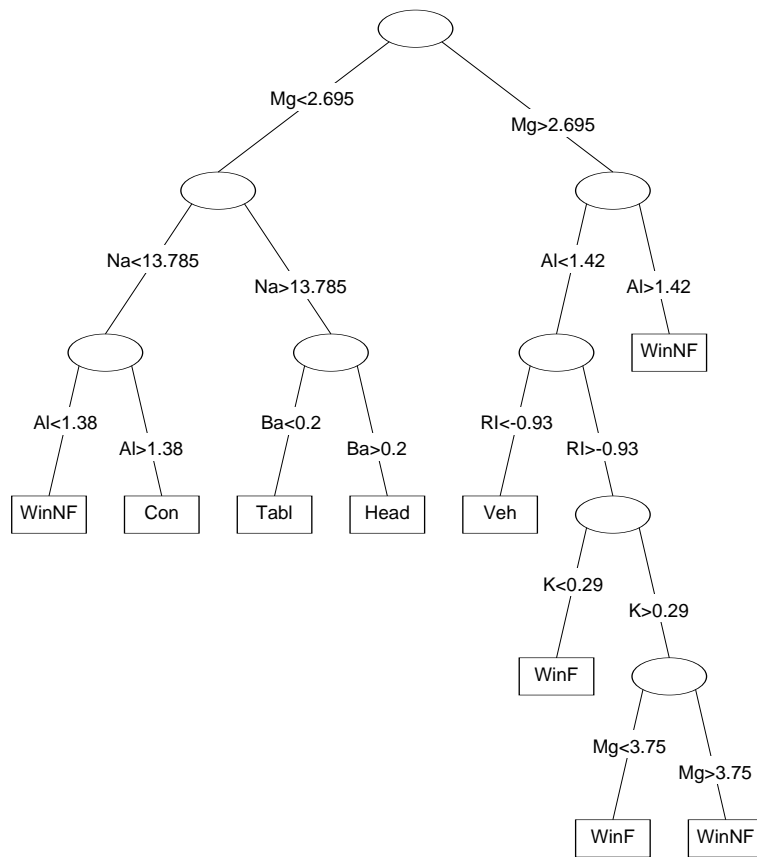 Mg<2.695
Mg>2.695
Na<13.785
Na>13.785
Al<1.42
Al>1.42
WinNF
Al<1.38
Al>1.38
Ba<0.2
Ba>0.2
RI<-0.93
RI>-0.93
WinNF
Con
Tabl
Head
Veh
K<0.29
K>0.29
WinF
Mg<3.75
Mg>3.75
WinF
WinNF